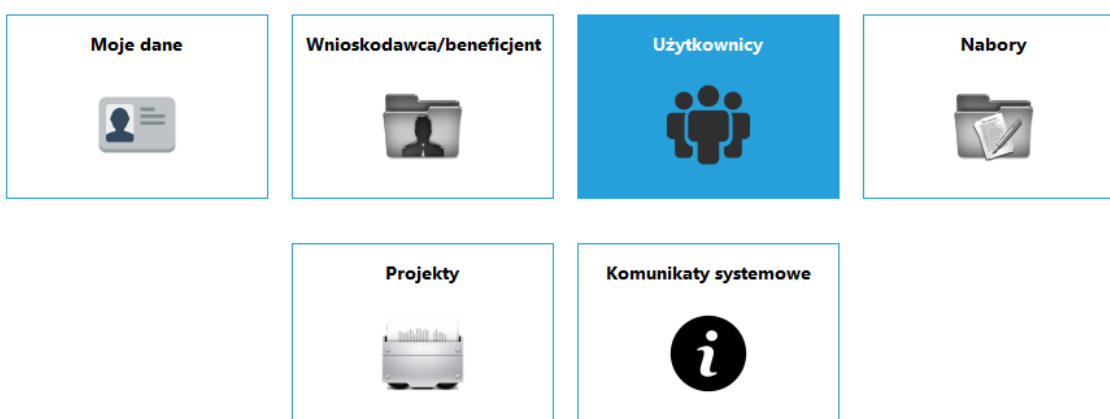 Moje dane
Wnioskodawca/beneficjent
Użytkownicy
Nabory
Projekty
Komunikaty systemowe